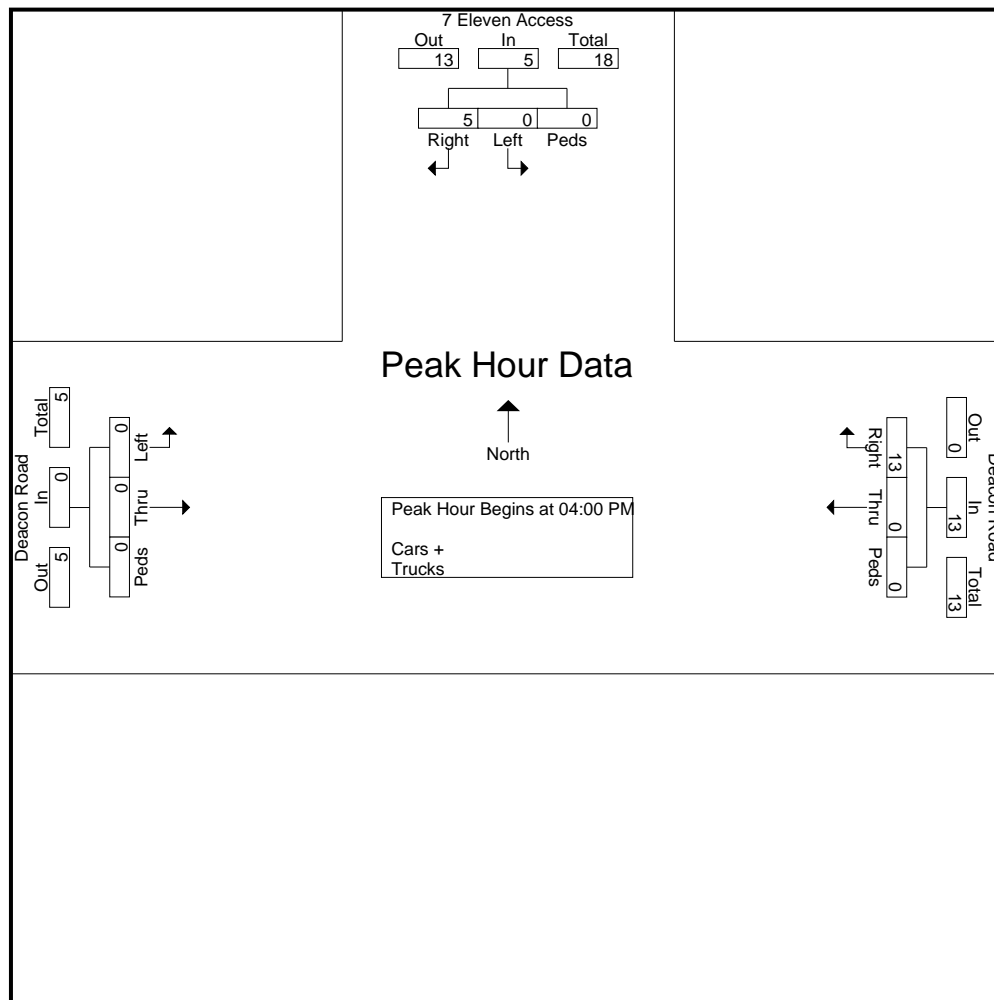 7 Eleven Access
Out In Total
13 5 18
5 0 0
Right Left Peds
Peak Hour Data
North
Peak Hour Begins at 04:00 PM
Cars +
Trucks
Deacon Road
Total In Out
5 0 5
0 0 0
Left Thru Peds
Right Thru Peds
13 0 0
Out In Total
0 13 13
Deacon Road